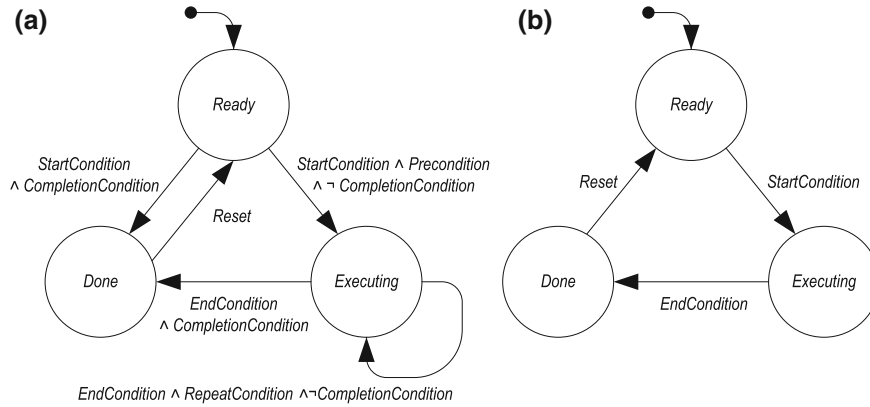 (a)
Ready
StartCondition
∧ CompletionCondition
StartCondition ∧ Precondition
∧ ¬ CompletionCondition
Reset
Done
Executing
EndCondition
∧ CompletionCondition
EndCondition ∧ RepeatCondition ∧¬CompletionCondition
(b)
Ready
Reset
StartCondition
Done
Executing
EndCondition